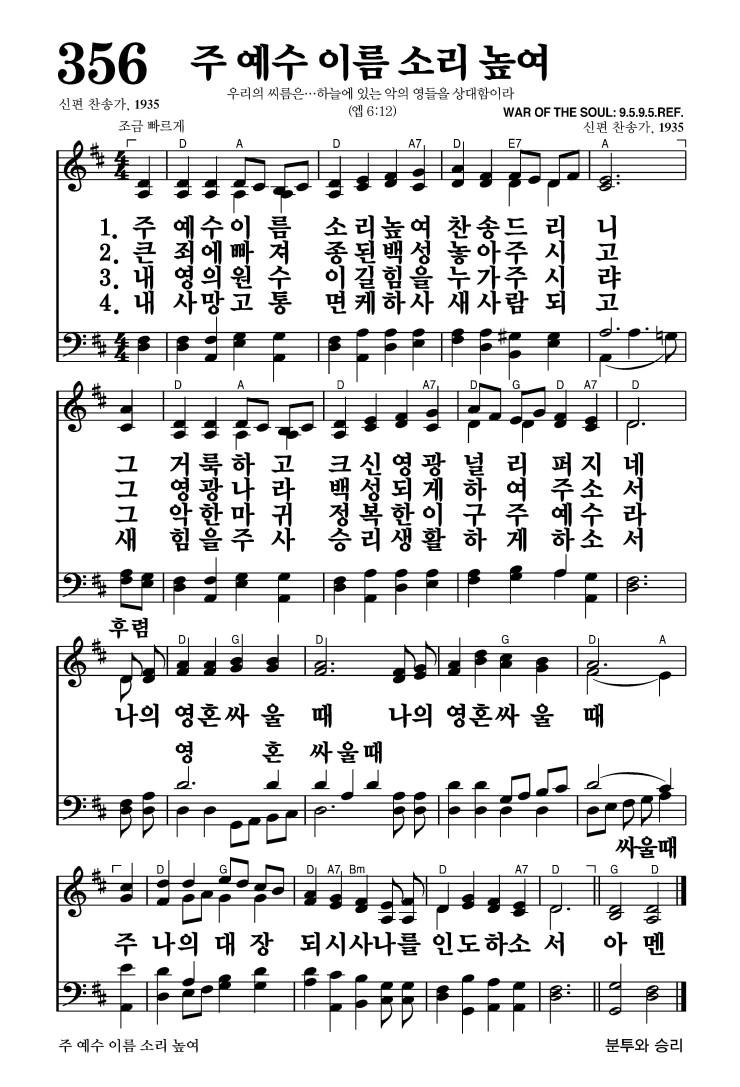 356 주 예수 이름 소리 높여
우리의 씨름은…하늘에 있는 악의 영들을 상대함이라
(엡 6:12)
신편 찬송가, 1935
WAR OF THE SOUL: 9.5.9.5.REF.
신편 찬송가, 1935
조금 빠르게
D A D A7 D E7 A
4 4
1. 주 예수이 름 소리높여 찬송드 리 니
2. 큰 죄에빠 져 종된백성 놓아주 시 고
3. 내 영의원 수 이길힘을 누가주 시 랴
4. 내 사망고 통 면케하사 새사람 되 고
4 4
D A D A7 D G D A7 D
그 거룩하 고 크신영광 널 리 퍼지 네
그 영광나 라 백성되게 하 여 주소 서
그 악한마 귀 정복한이 구 주 예수 라
새 힘을주 사 승리생활 하 게 하소 서
후렴
D G D G D A
나의 영혼싸 울 때 나의 영혼싸 울 때
영 혼 싸울때
싸울때
D G D A7 Bm D A7 D G D
주 나의 대 장 되시사나를 인도하소 서 아 멘
주 예수 이름 소리 높여
분투와 승리